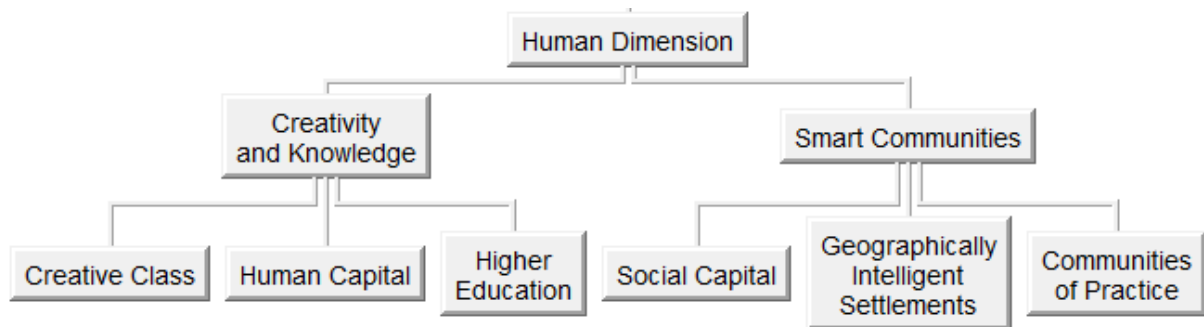 Human Dimension
Creativity
and Knowledge
Smart Communities
Creative Class
Human Capital
Higher
Education
Social Capital
Geographically
Intelligent
Settlements
Communities
of Practice